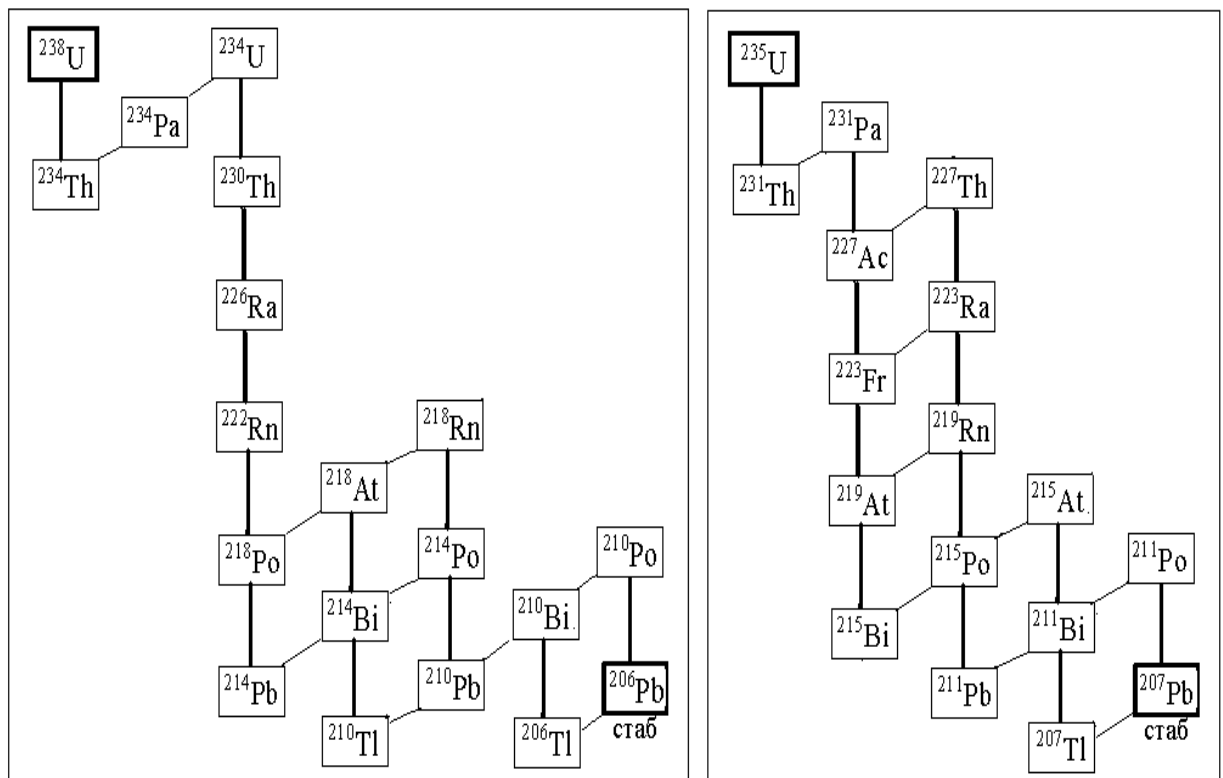 ²³⁸U
²³⁴U
²³⁴Pa
²³⁴Th
²³⁰Th
²²⁶Ra
²²²Rn
²¹⁸Rn
²¹⁸At
²¹⁸Po
²¹⁴Po
²¹⁰Po
²¹⁴Bi
²¹⁰Bi
²¹⁴Pb
²¹⁰Pb
²⁰⁶Pb
стаб
²¹⁰Tl
²⁰⁶Tl
²³⁵U
²³¹Pa
²³¹Th
²²⁷Th
²²⁷Ac
²²³Ra
²²³Fr
²¹⁹Rn
²¹⁹At
²¹⁵At
²¹⁵Po
²¹¹Po
²¹⁵Bi
²¹¹Bi
²¹¹Pb
²⁰⁷Pb
стаб
²⁰⁷Tl